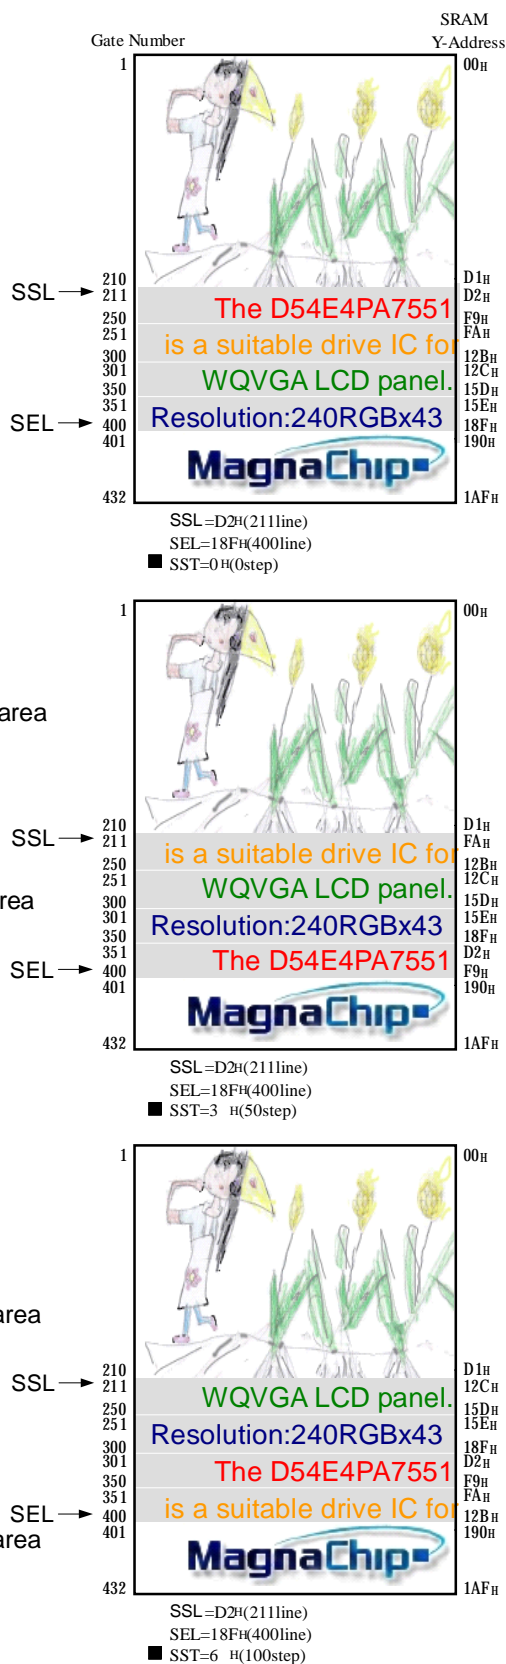 SRAM
Gate Number Y-Address
1 00H
210 D1H
SSL 211 D2H
The D54E4PA7551
250 F9H
251 FAH
is a suitable drive IC for
300 12BH
301 12CH
WQVGA LCD panel.
350 15DH
351 15EH
Resolution:240RGBx43
SEL 400 18FH
401 190H
MagnaChip
432 1AFH
SSL=D2H(211line)
SEL=18FH(400line)
SST=0H(0step)
1 00H
area
210 D1H
SSL 211 FAH
is a suitable drive IC for
250 12BH
251 12CH
WQVGA LCD panel.
rea
300 15DH
301 15EH
Resolution:240RGBx43
350 18FH
351 D2H
The D54E4PA7551
SEL 400 F9H
401 190H
MagnaChip
432 1AFH
SSL=D2H(211line)
SEL=18FH(400line)
SST=3 H(50step)
1 00H
area
210 D1H
SSL 211 12CH
WQVGA LCD panel.
250 15DH
251 15EH
Resolution:240RGBx43
300 18FH
301 D2H
The D54E4PA7551
350 F9H
351 FAH
is a suitable drive IC for
SEL 400 12BH
401 190H
area
MagnaChip
432 1AFH
SSL=D2H(211line)
SEL=18FH(400line)
SST=6 H(100step)